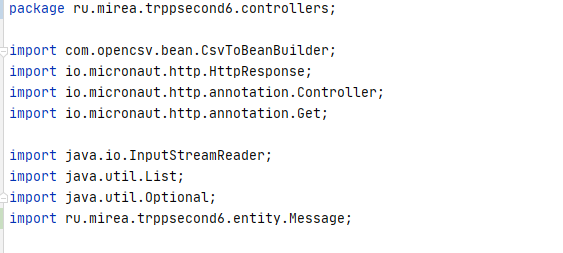 package ru.mirea.trppsecond6.controllers;
import com.opencsv.bean.CsvToBeanBuilder;
import io.micronaut.http.HttpResponse;
import io.micronaut.http.annotation.Controller;
import io.micronaut.http.annotation.Get;
import java.io.InputStreamReader;
import java.util.List;
import java.util.Optional;
import ru.mirea.trppsecond6.entity.Message;